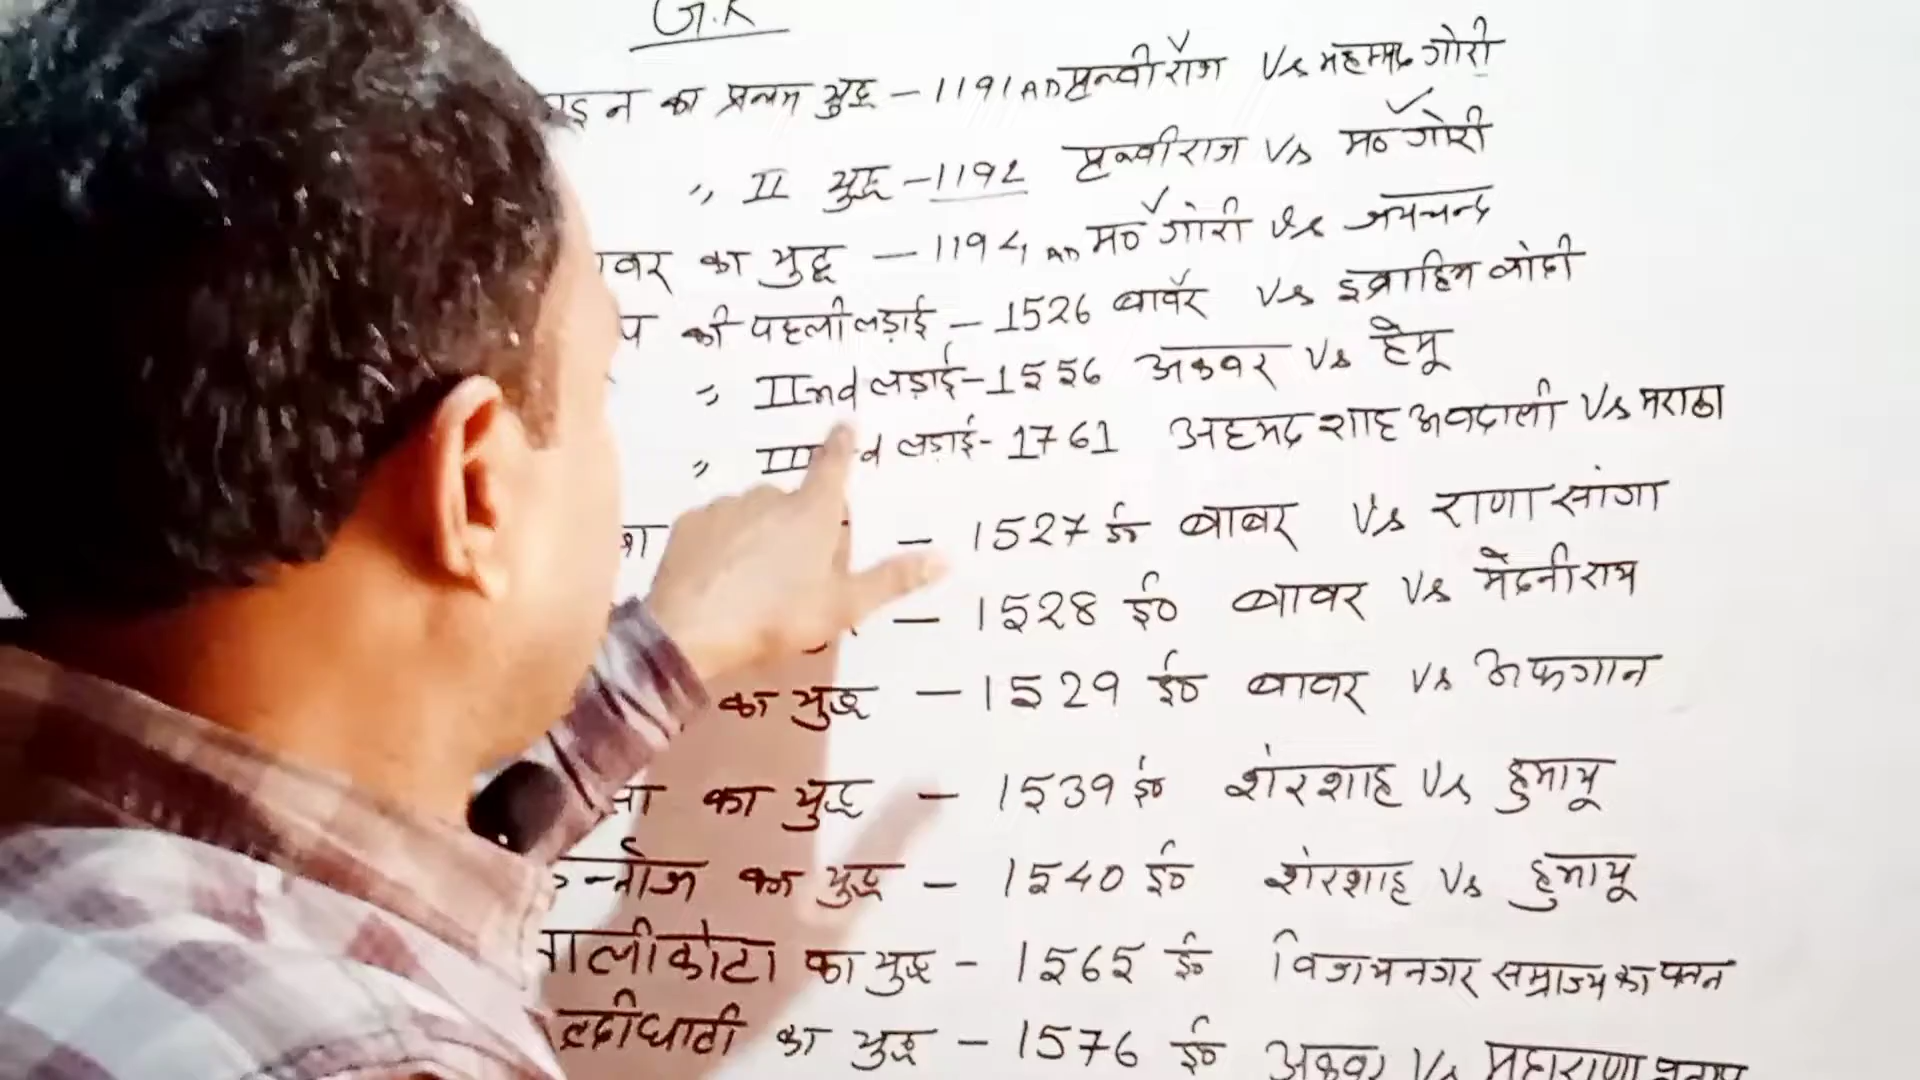 G.K
इन का प्रथम युद्ध – 1191 AD पृथ्वीराज Vs महम्मद गोरी
,, II युद्ध – 1192 पृथ्वीराज Vs म० गोरी
वर का युद्ध – 1194 AD म० गोरी Vs जयचन्द्र
प की पहली लड़ाई – 1526 बाबर Vs इब्राहिम लोदी
,, IInd लड़ाई – 1556 अकबर Vs हेमू
,, III d लड़ाई - 1761 अहमद शाह अब्दाली Vs मराठा
– 1527 ई० बाबर Vs राणा सांगा
– 1528 ई० बाबर Vs मेदनीराय
का युद्ध – 1529 ई० बाबर Vs अफगान
सा का युद्ध – 1539 ई० शेरशाह Vs हुमायू
न्नौज का युद्ध – 1540 ई० शेरशाह Vs हुमायू
तालीकोटा का युद्ध - 1565 ई० विजयनगर सम्राज्य का पतन
ल्दीघाटी का युद्ध – 1576 ई० अकबर Vs महाराणा प्रताप